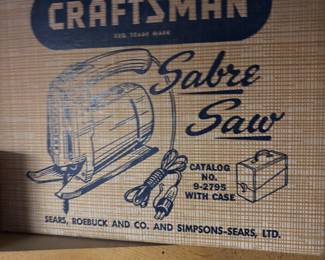 CRAFTSMAN
REG. TRADE MARK
Sabre
Saw
CATALOG
NO.
9-2795
WITH CASE
SEARS, ROEBUCK AND CO. AND SIMPSONS-SEARS, LTD.